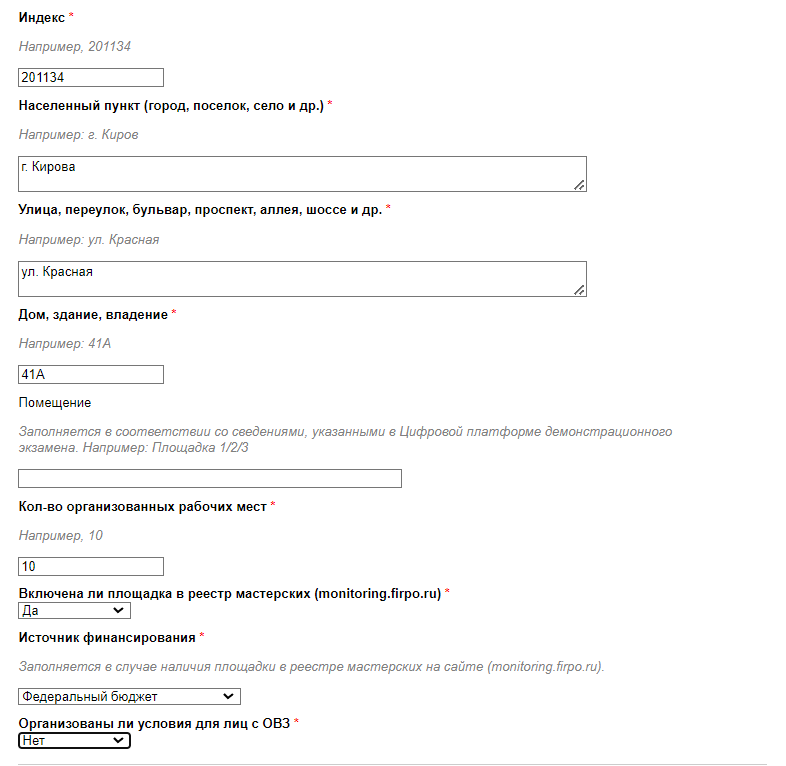 Индекс *
Например, 201134
201134
Населенный пункт (город, поселок, село и др.) *
Например: г. Киров
г. Кирова
Улица, переулок, бульвар, проспект, аллея, шоссе и др. *
Например: ул. Красная
ул. Красная
Дом, здание, владение *
Например: 41А
41А
Помещение
Заполняется в соответствии со сведениями, указанными в Цифровой платформе демонстрационного
экзамена. Например: Площадка 1/2/3
Кол-во организованных рабочих мест *
Например, 10
10
Включена ли площадка в реестр мастерских (monitoring.firpo.ru) *
Да
Источник финансирования *
Заполняется в случае наличия площадки в реестре мастерских на сайте (monitoring.firpo.ru).
Федеральный бюджет
Организованы ли условия для лиц с ОВЗ *
Нет